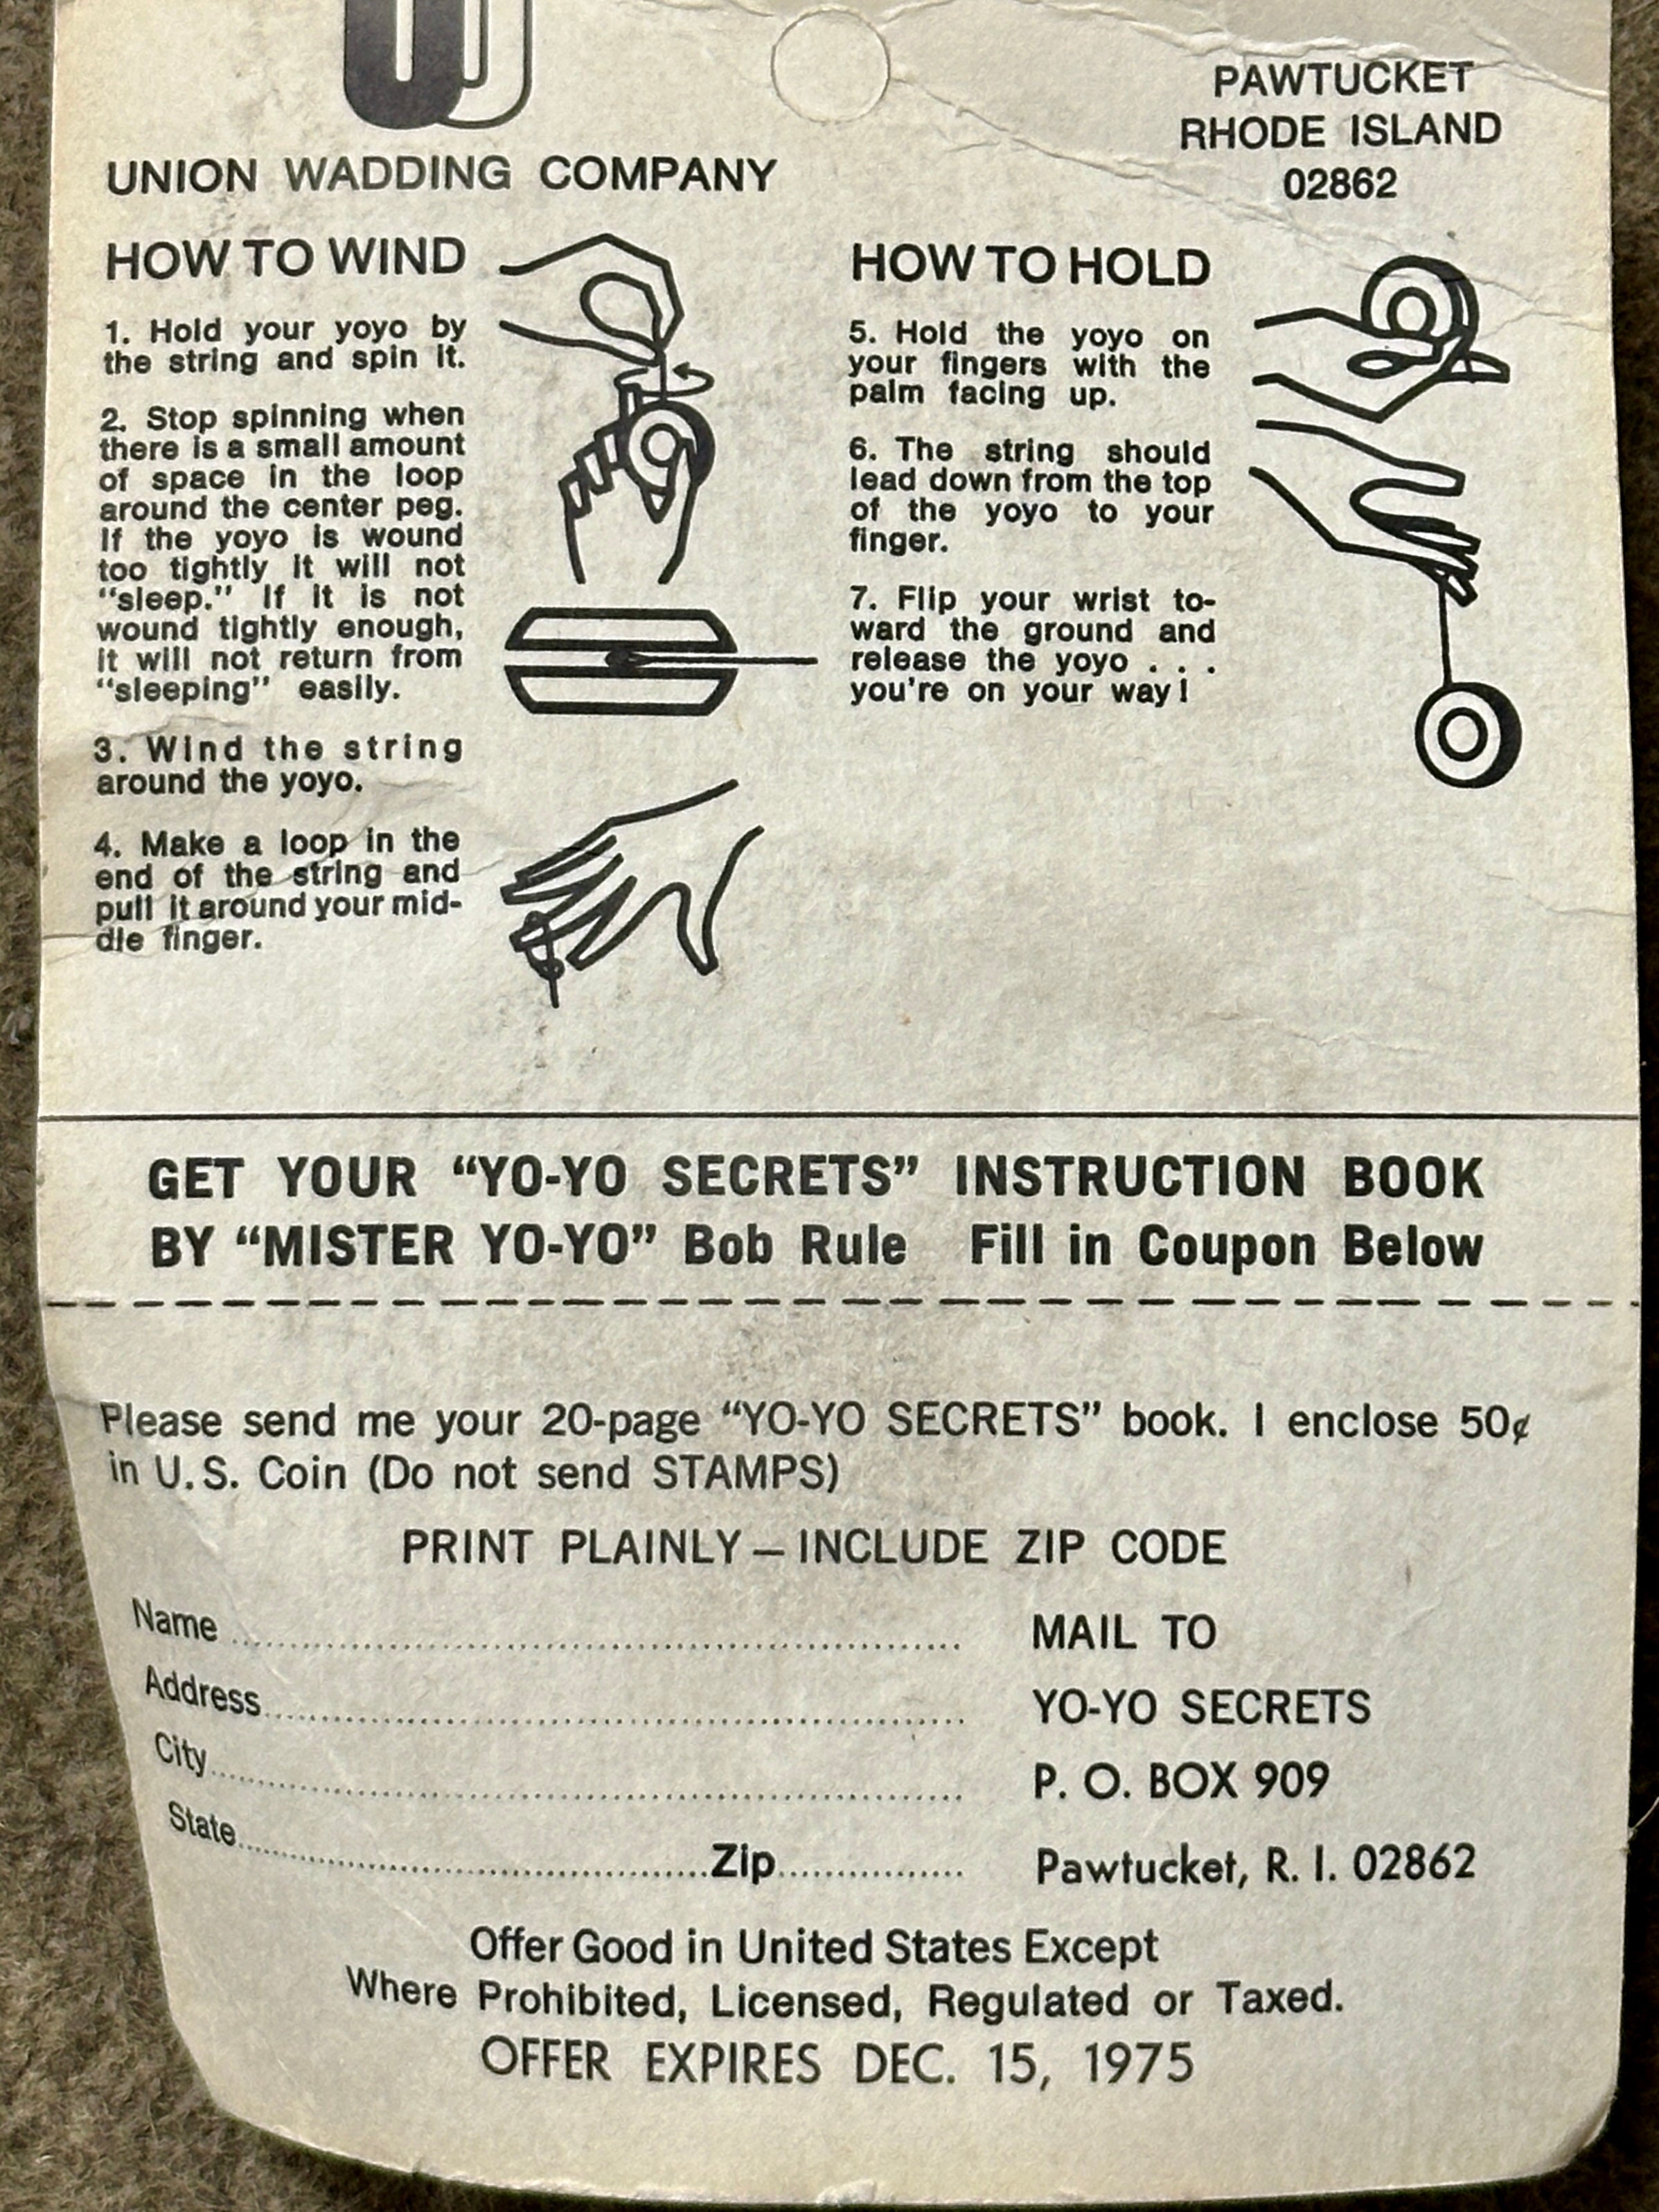 UNION WADDING COMPANY
PAWTUCKET
RHODE ISLAND
02862
HOW TO WIND
1. Hold your yoyo by
the string and spin it.
2. Stop spinning when
there is a small amount
of space in the loop
around the center peg.
If the yoyo is wound
too tightly it will not
“sleep.” If it is not
wound tightly enough,
it will not return from
“sleeping” easily.
3. Wind the string
around the yoyo.
4. Make a loop in the
end of the string and
pull it around your mid-
dle finger.
HOW TO HOLD
5. Hold the yoyo on
your fingers with the
palm facing up.
6. The string should
lead down from the top
of the yoyo to your
finger.
7. Flip your wrist to-
ward the ground and
release the yoyo . . .
you're on your way!
GET YOUR “YO-YO SECRETS” INSTRUCTION BOOK
BY “MISTER YO-YO” Bob Rule Fill in Coupon Below
Please send me your 20-page “YO-YO SECRETS” book. I enclose 50¢
in U.S. Coin (Do not send STAMPS)
PRINT PLAINLY — INCLUDE ZIP CODE
Name
Address
City
State Zip
MAIL TO
YO-YO SECRETS
P. O. BOX 909
Pawtucket, R. I. 02862
Offer Good in United States Except
Where Prohibited, Licensed, Regulated or Taxed.
OFFER EXPIRES DEC. 15, 1975